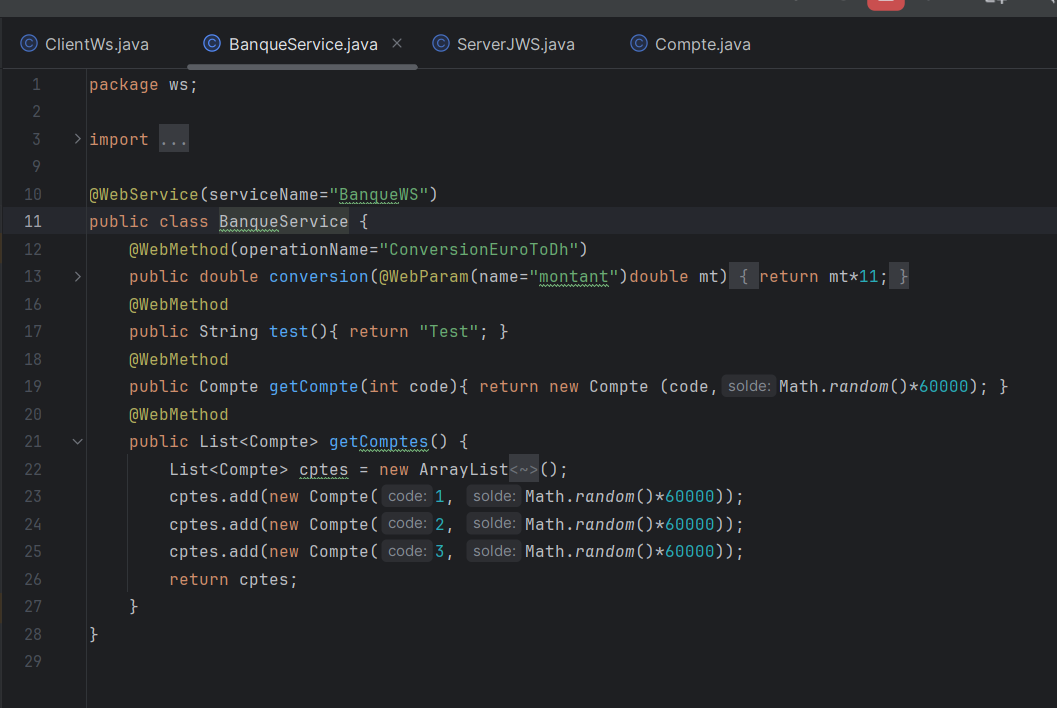 ClientWs.java BanqueService.java ServerJWS.java Compte.java
1 package ws;
2
3 import ...
9
10 @WebService(serviceName="BanqueWS")
11 public class BanqueService {
12 @WebMethod(operationName="ConversionEuroToDh")
13 public double conversion(@WebParam(name="montant")double mt) { return mt*11; }
16 @WebMethod
17 public String test(){ return "Test"; }
18 @WebMethod
19 public Compte getCompte(int code){ return new Compte (code, solde: Math.random()*60000); }
20 @WebMethod
21 public List<Compte> getComptes() {
22 List<Compte> cptes = new ArrayList<~>();
23 cptes.add(new Compte( code: 1, solde: Math.random()*60000));
24 cptes.add(new Compte( code: 2, solde: Math.random()*60000));
25 cptes.add(new Compte( code: 3, solde: Math.random()*60000));
26 return cptes;
27 }
28 }
29